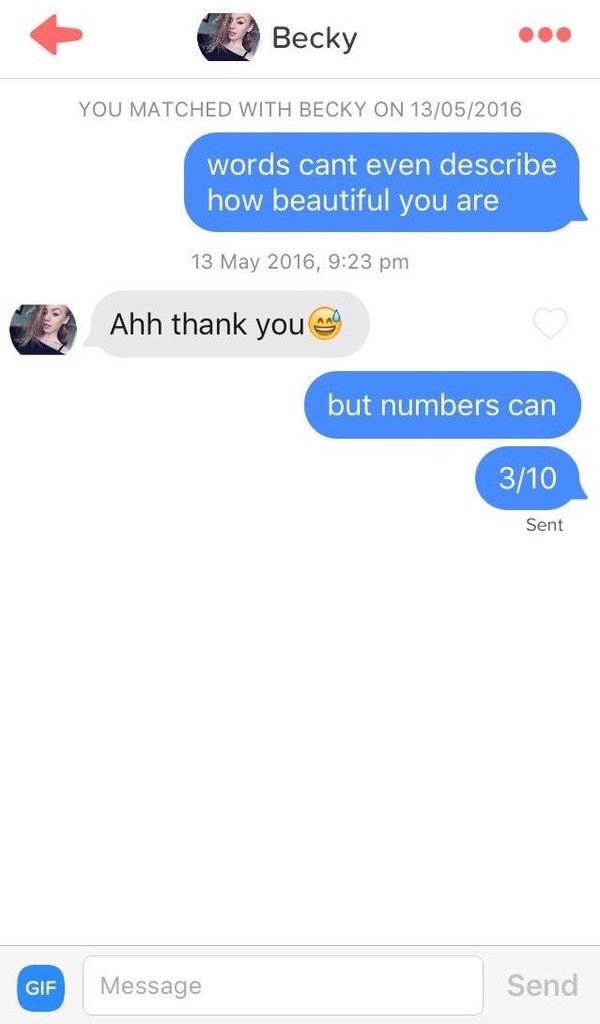 Becky
YOU MATCHED WITH BECKY ON 13/05/2016
words cant even describe
how beautiful you are
13 May 2016, 9:23 pm
Ahh thank you😅
but numbers can
3/10
Sent
GIF
Message
Send